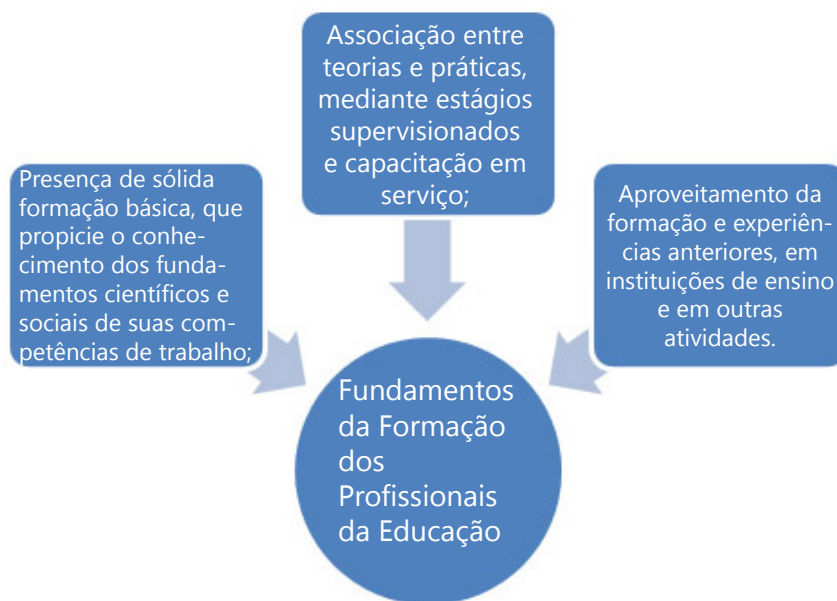 Associação entre
teorias e práticas,
mediante estágios
supervisionados
e capacitação em
serviço;
Presença de sólida
formação básica, que
propicie o conhe-
cimento dos funda-
mentos científicos e
sociais de suas com-
petências de trabalho;
Aproveitamento da
formação e experiên-
cias anteriores, em
instituições de ensino
e em outras
atividades.
Fundamentos
da Formação
dos
Profissionais
da Educação